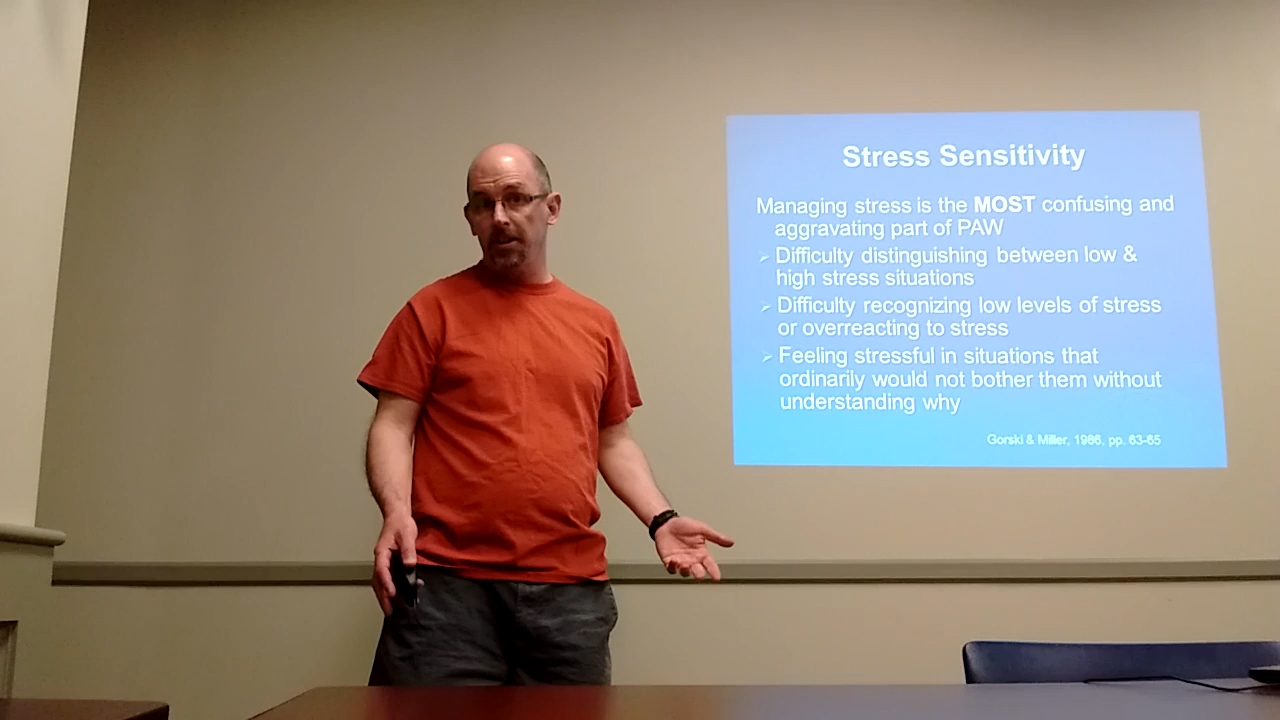 Stress Sensitivity
Managing stress is the MOST confusing and
aggravating part of PAW
➢ Difficulty distinguishing between low &
high stress situations
➢ Difficulty recognizing low levels of stress
or overreacting to stress
➢ Feeling stressful in situations that
ordinarily would not bother them without
understanding why
Gorski & Miller, 1986, pp. 63-65